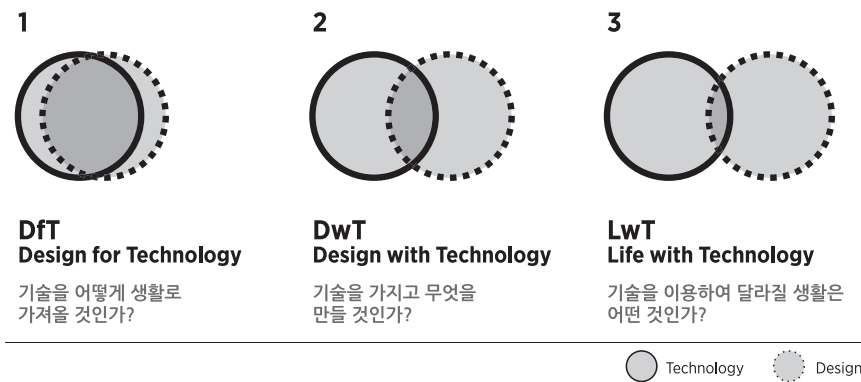 1
DfT
Design for Technology
기술을 어떻게 생활로
가져올 것인가?
2
DwT
Design with Technology
기술을 가지고 무엇을
만들 것인가?
3
LwT
Life with Technology
기술을 이용하여 달라질 생활은
어떤 것인가?
Technology
Design